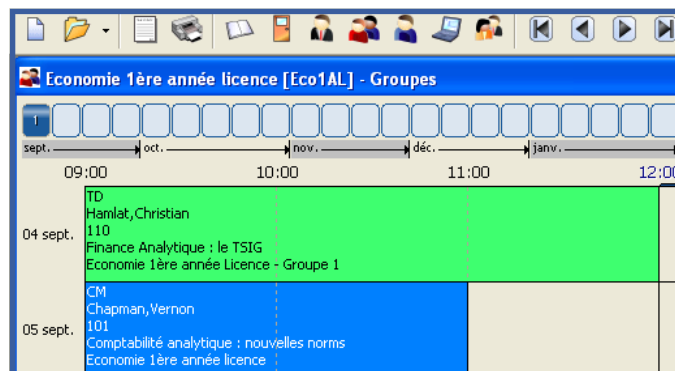 Economie 1ère année licence [Eco1AL] - Groupes
1
sept. oct. nov. déc. janv.
09:00 10:00 11:00 12:00
04 sept.
TD
Hamlat,Christian
110
Finance Analytique : le TSIG
Economie 1ère année Licence - Groupe 1
05 sept.
CM
Chapman,Vernon
101
Comptabilité analytique : nouvelles norms
Economie 1ère année licence